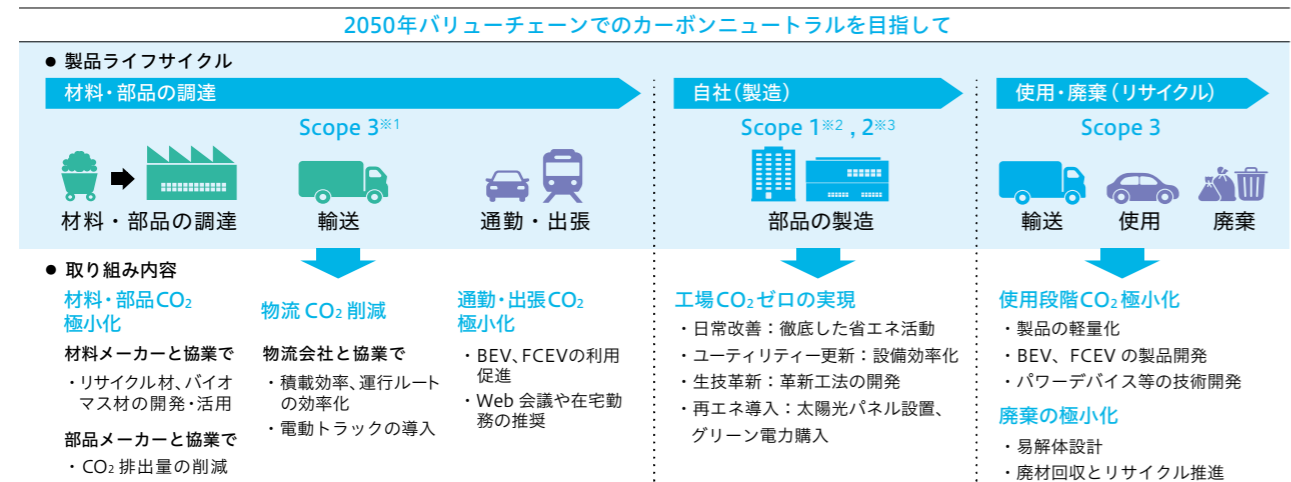 2050年バリューチェーンでのカーボンニュートラルを目指して
● 製品ライフサイクル
材料・部品の調達
自社（製造）
使用・廃棄（リサイクル）
Scope 3※1
Scope 1※2 , 2※3
Scope 3
材料・部品の調達
輸送
通勤・出張
部品の製造
輸送
使用
廃棄
● 取り組み内容
材料・部品CO2
極小化
材料メーカーと協業で
・リサイクル材、バイオ
マス材の開発・活用
部品メーカーと協業で
・CO2 排出量の削減
物流 CO2 削減
物流会社と協業で
・積載効率、運行ルート
の効率化
・電動トラックの導入
通勤・出張CO2
極小化
・BEV、FCEVの利用
促進
・Web 会議や在宅勤
務の推奨
工場CO2ゼロの実現
・日常改善：徹底した省エネ活動
・ユーティリティー更新：設備効率化
・生技革新：革新工法の開発
・再エネ導入：太陽光パネル設置、
グリーン電力購入
使用段階CO2 極小化
・製品の軽量化
・BEV、FCEV の製品開発
・パワーデバイス等の技術開発
廃棄の極小化
・易解体設計
・廃材回収とリサイクル推進